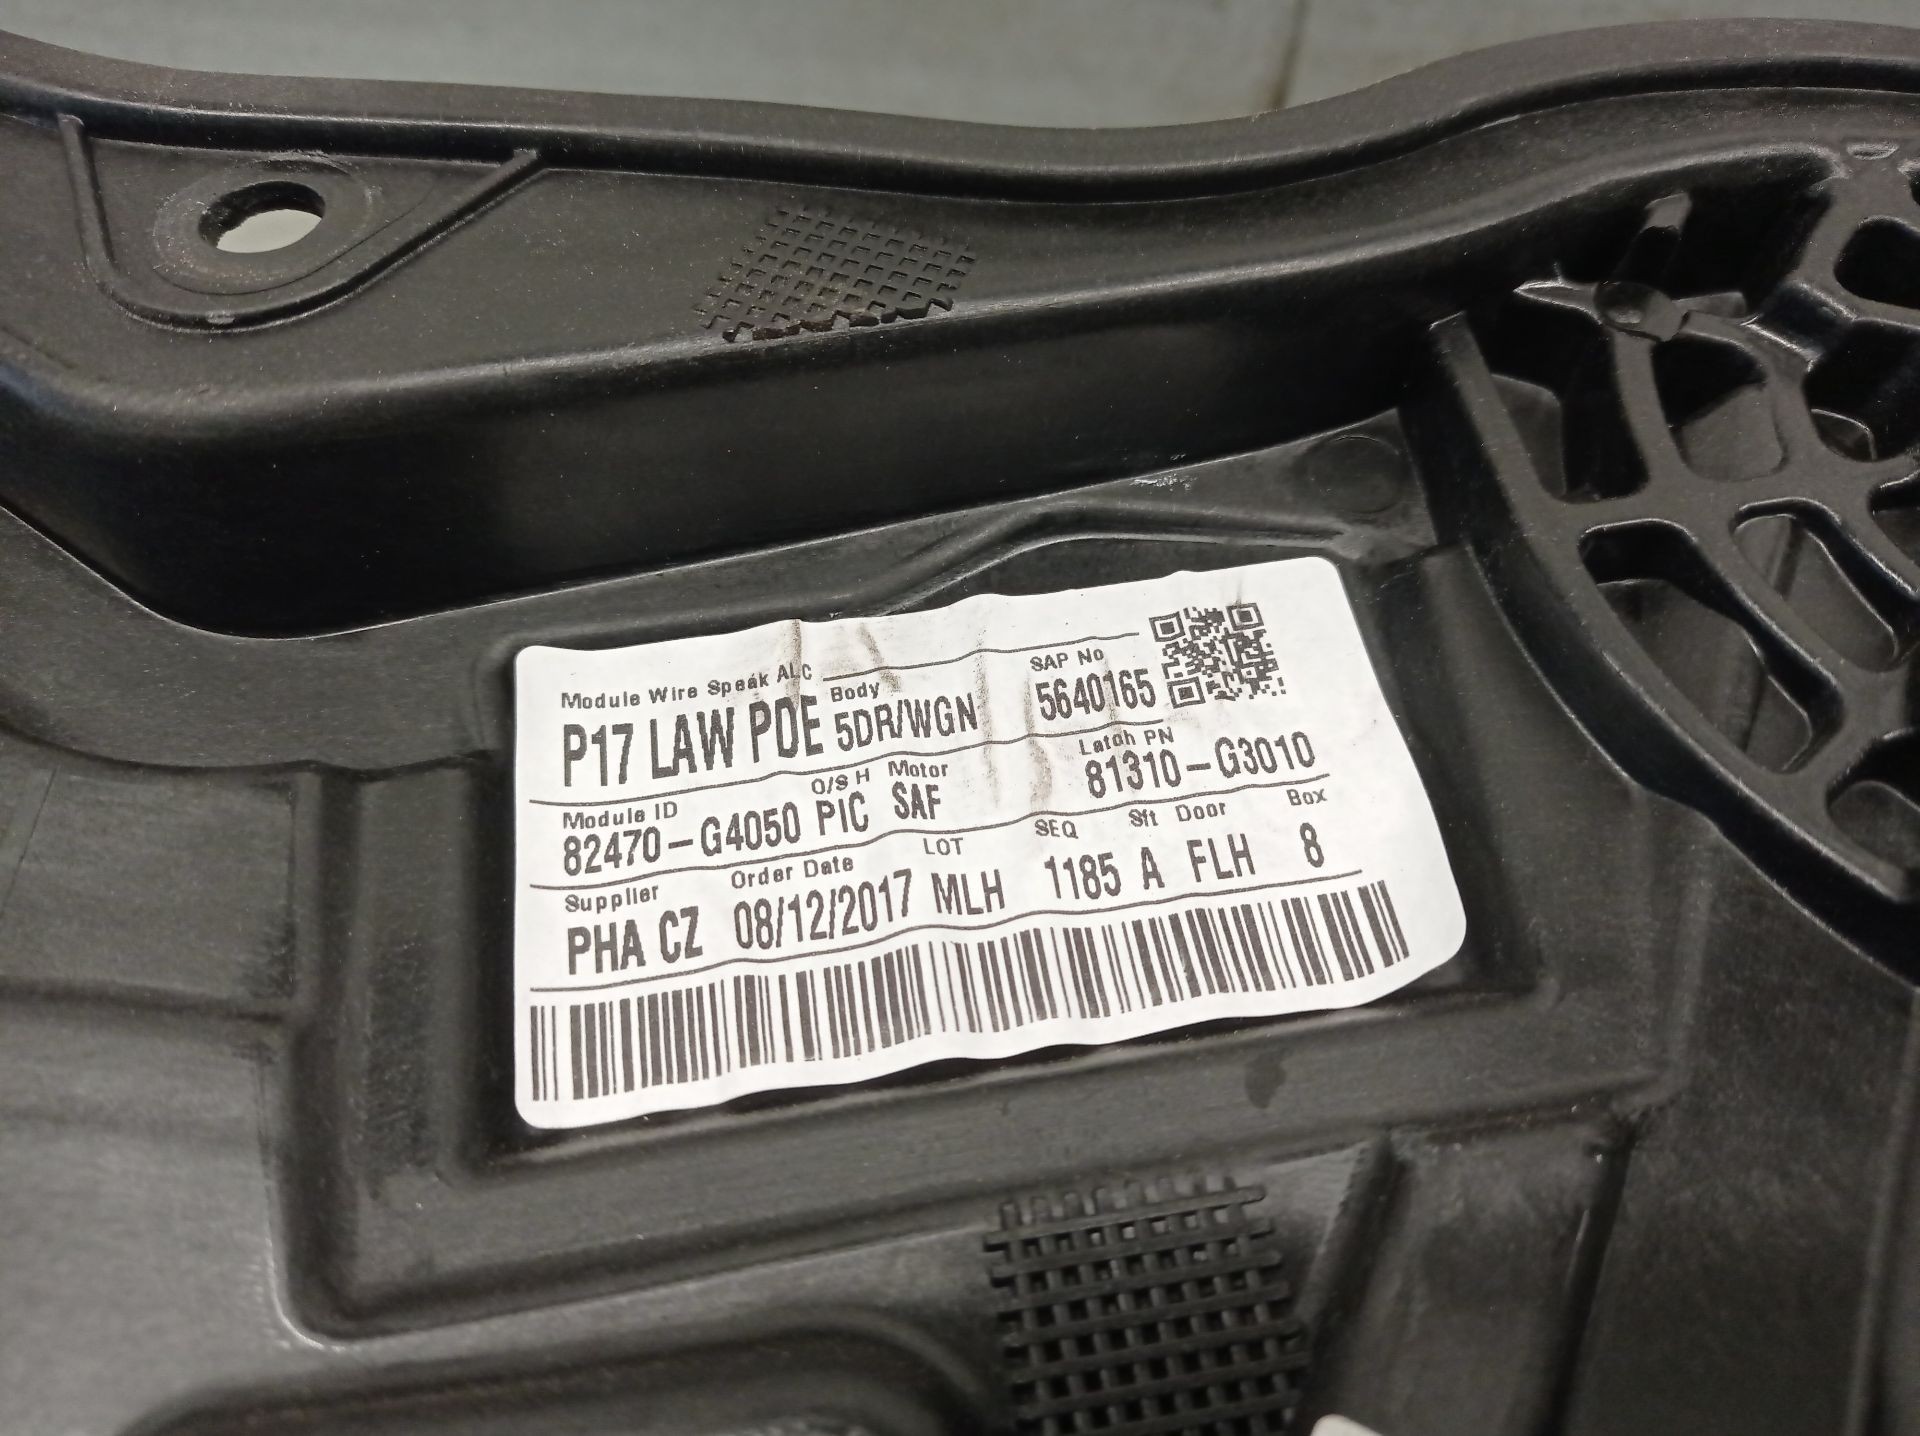 Module Wire Speak ALC Body SAP No
P17 LAW PDE 5DR/WGN 5640165
Module ID O/S H Motor Latch PN
82470-G4050 PIC SAF 81310-G3010
Supplier Order Date LOT SEQ Sft Door Box
PHA CZ 08/12/2017 MLH 1185 A FLH 8